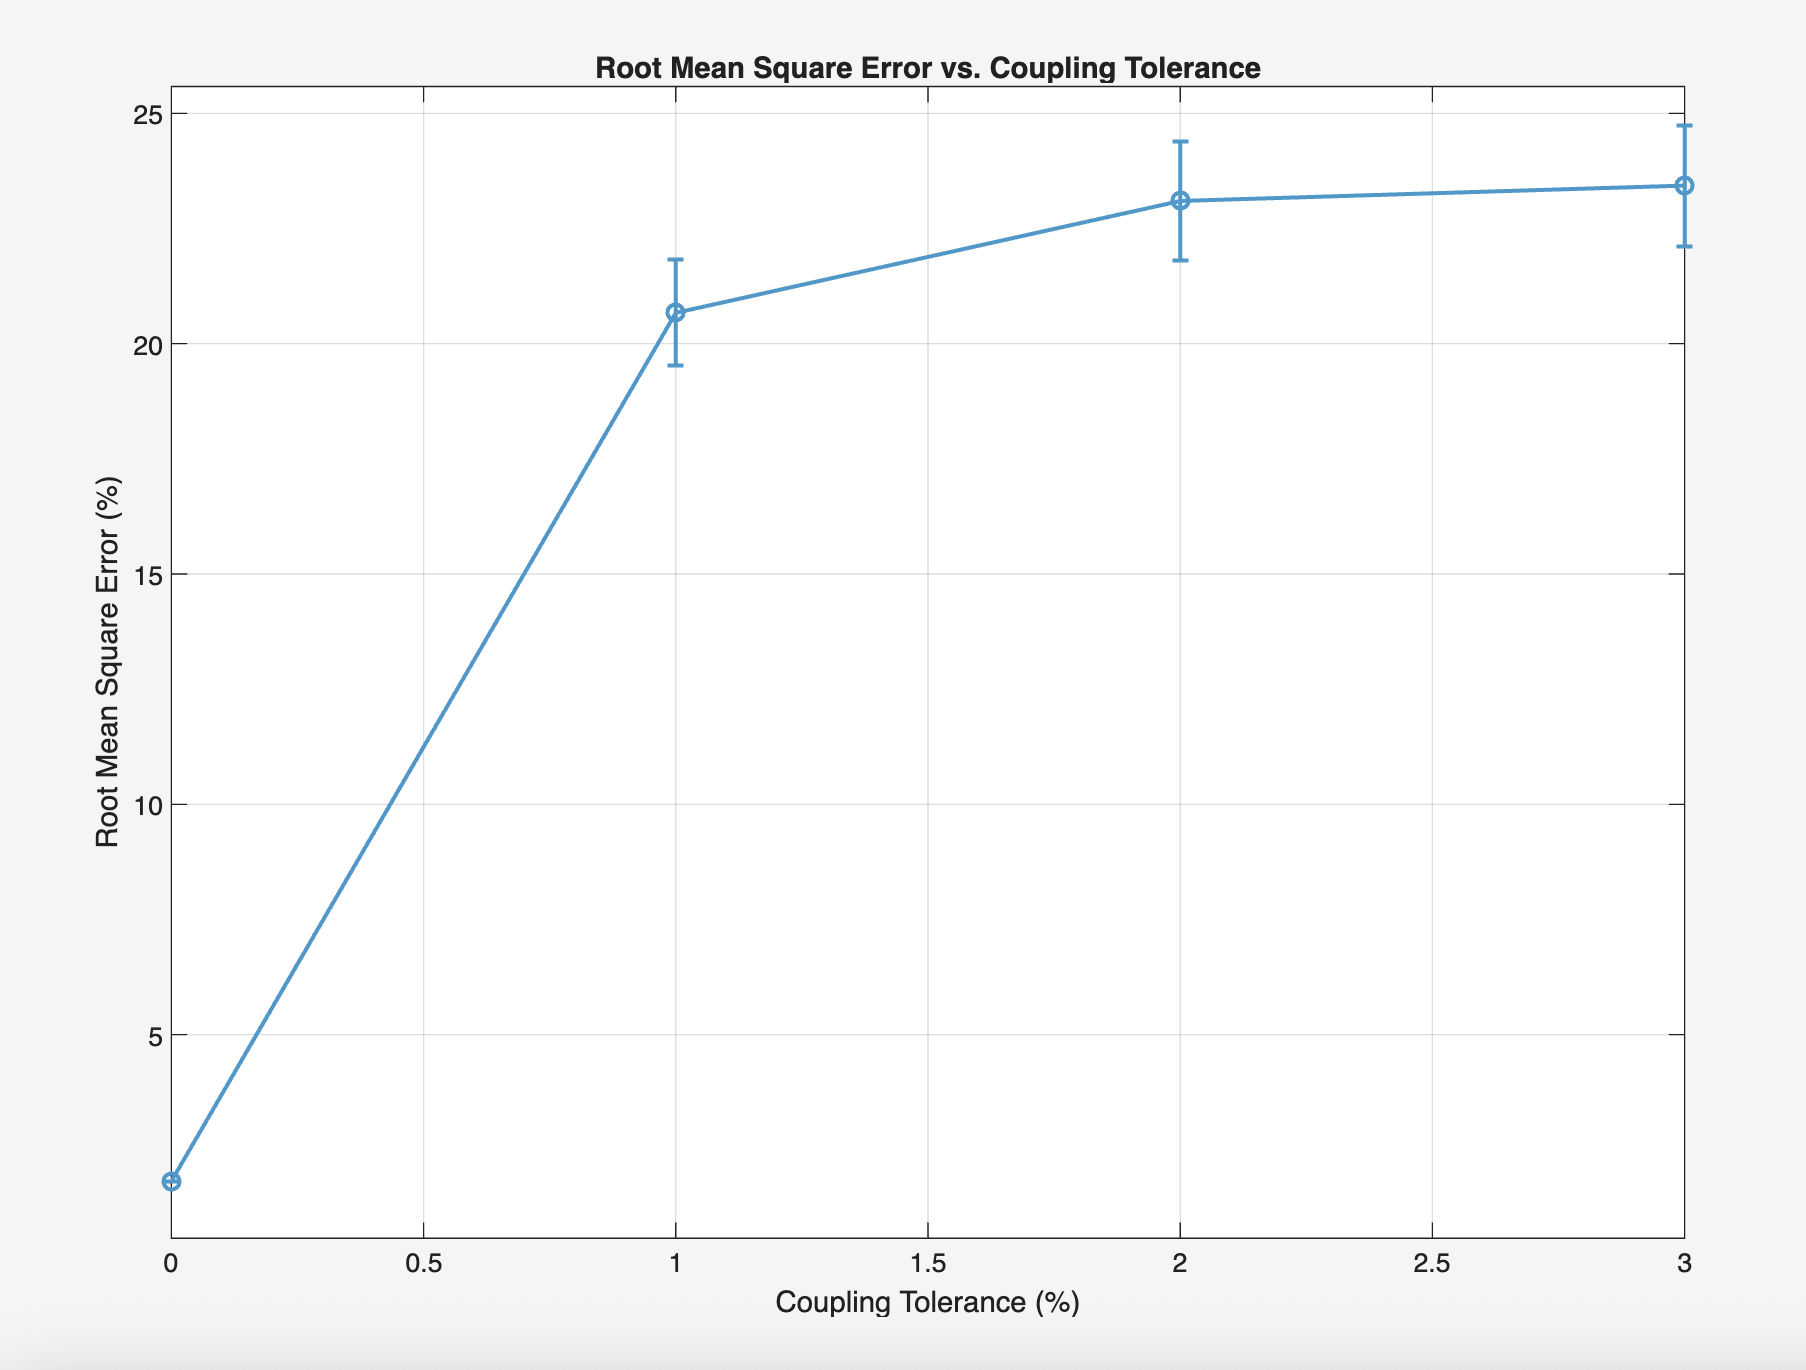 Root Mean Square Error vs. Coupling Tolerance
Root Mean Square Error (%)
25
20
15
10
5
0 0.5 1 1.5 2 2.5 3
Coupling Tolerance (%)